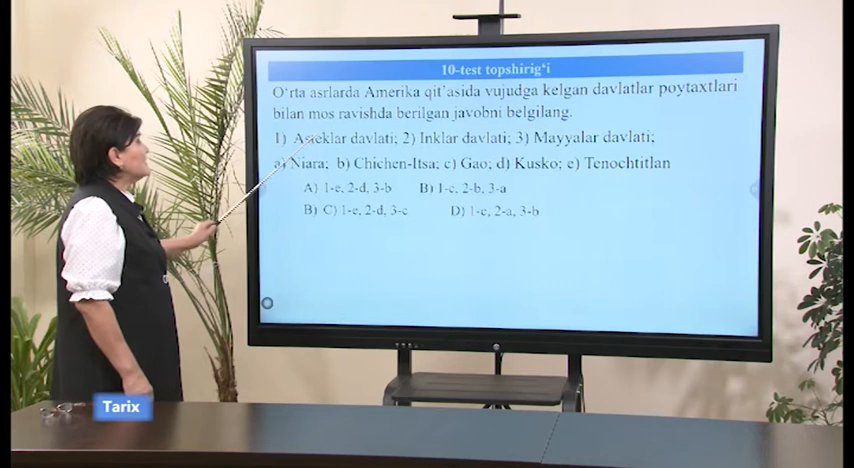 10-test topshirig‘i
O‘rta asrlarda Amerika qit’asida vujudga kelgan davlatlar poytaxtlari
bilan mos ravishda berilgan javobni belgilang.
1) Asteklar davlati; 2) Inklar davlati; 3) Mayyalar davlati;
a) Niara; b) Chichen-Itsa; c) Gao; d) Kusko; e) Tenochtitlan
A) 1-e, 2-d, 3-b B) 1-c, 2-b, 3-a
B) C) 1-e, 2-d, 3-c D) 1-c, 2-a, 3-b
Tarix